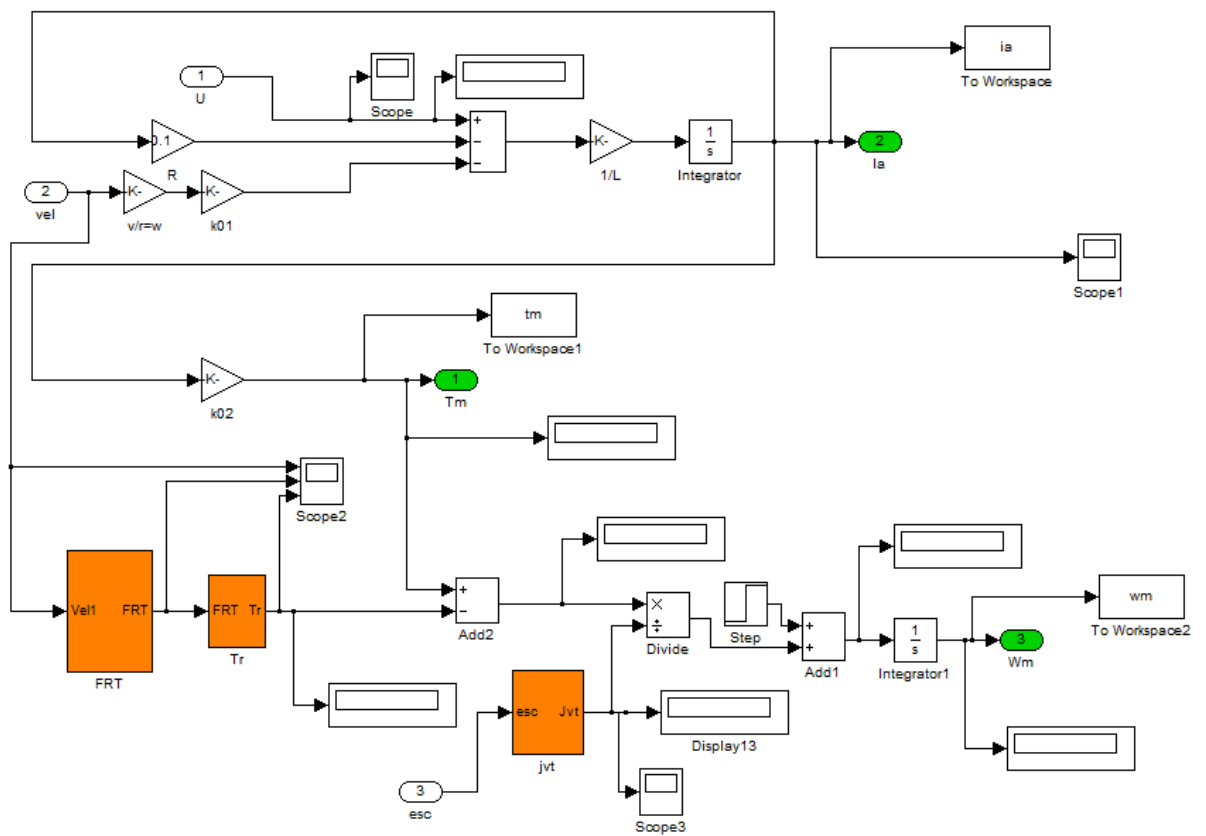 ia
To Workspace
1
U
Scope
+
-
-
0.1
R
K-
1/L
1
s
Integrator
2
Ia
2
vel
K-
v/r=w
K-
k01
Scope1
tm
To Workspace1
K-
k02
1
Tm
Scope2
Vel1 FRT
FRT
FRT Tr
Tr
+
-
Add2
×
÷
Divide
Step
+
+
Add1
1
s
Integrator1
wm
To Workspace2
3
Wm
esc Jvt
jvt
Display13
3
esc
Scope3